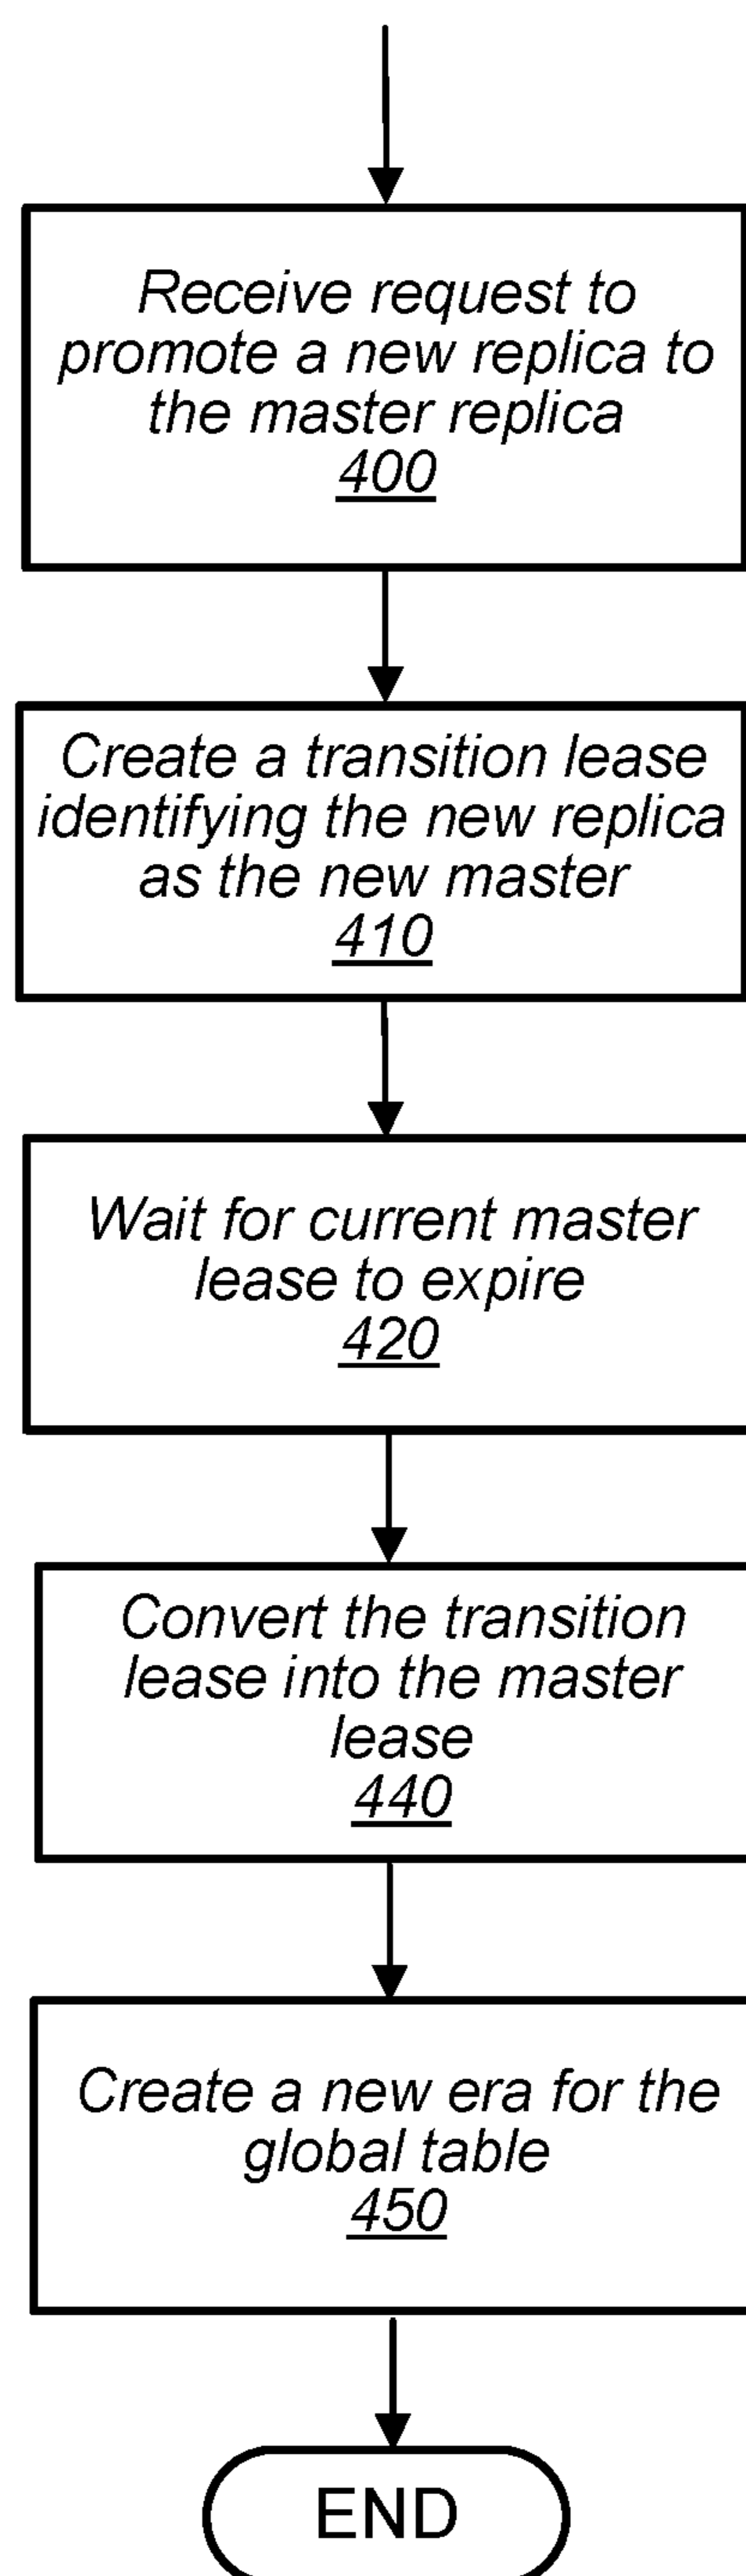 Receive request to
promote a new replica to
the master replica
400
Create a transition lease
identifying the new replica
as the new master
410
Wait for current master
lease to expire
420
Convert the transition
lease into the master
lease
440
Create a new era for the
global table
450
END